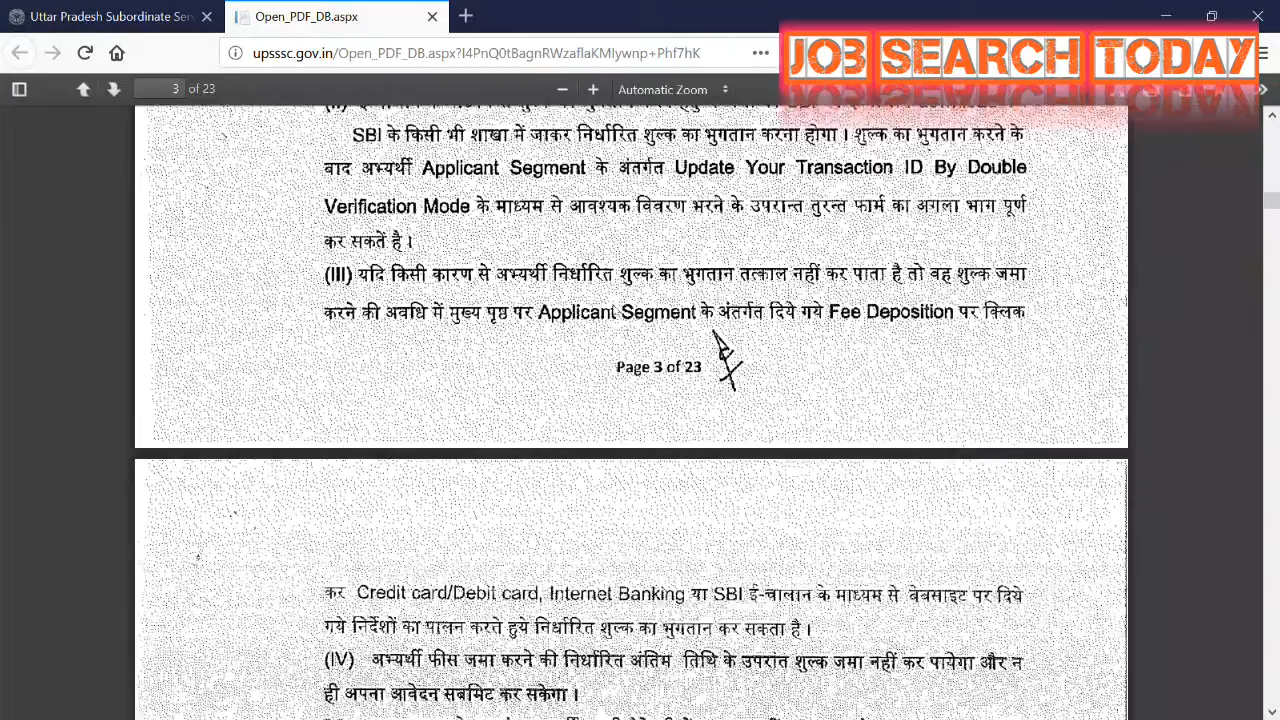 Uttar Pradesh Subordinate Ser
Open_PDF_DB.aspx
upsssc.gov.in/Open_PDF_DB.aspx?I4PnQ0tBagnRWzaflaKMIywnp+Phf7hK
JOB SEARCH TODAY
3 of 23
Automatic Zoom
SBI के किसी भी शाखा में जाकर निर्धारित शुल्क का भुगतान करना होगा। शुल्क का भुगतान करने के
बाद अभ्यर्थी Applicant Segment के अंतर्गत Update Your Transaction ID By Double
Verification Mode के माध्यम से आवश्यक विवरण भरने के उपरान्त तुरन्त फार्म का अगला भाग पूर्ण
कर सकतें है।
(III) यदि किसी कारण से अभ्यर्थी निर्धारित शुल्क का भुगतान तत्काल नहीं कर पाता है तो वह शुल्क जमा
करने की अवधि में मुख्य पृष्ठ पर Applicant Segment के अंतर्गत दिये गये Fee Deposition पर क्लिक
Page 3 of 23
कर Credit card/Debit card, Internet Banking या SBI ई-चालान के माध्यम से वेबसाइट पर दिये
गये निर्देशों का पालन करते हुये निर्धारित शुल्क का भुगतान कर सकता है।
(IV) अभ्यर्थी फीस जमा करने की निर्धारित अंतिम तिथि के उपरांत शुल्क जमा नहीं कर पायेगा और न
ही अपना आवेदन सबमिट कर सकेगा।